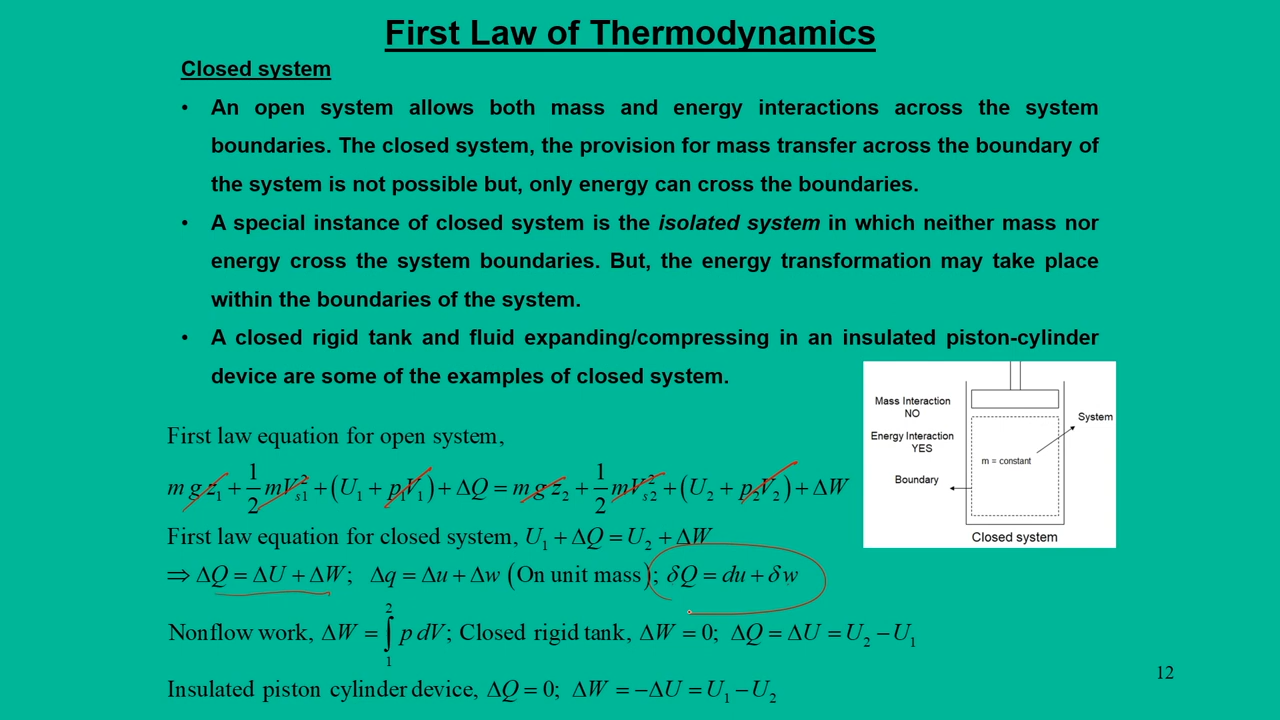 First Law of Thermodynamics
Closed system
• An open system allows both mass and energy interactions across the system
boundaries. The closed system, the provision for mass transfer across the boundary of
the system is not possible but, only energy can cross the boundaries.
• A special instance of closed system is the isolated system in which neither mass nor
energy cross the system boundaries. But, the energy transformation may take place
within the boundaries of the system.
• A closed rigid tank and fluid expanding/compressing in an insulated piston-cylinder
device are some of the examples of closed system.
First law equation for open system,
m g z₁ + 1/2 mV²ₛ₁ + (U₁ + p₁V₁) + ΔQ = m g z₂ + 1/2 mV²ₛ₂ + (U₂ + p₂V₂) + ΔW
First law equation for closed system, U₁ + ΔQ = U₂ + ΔW
⇒ ΔQ = ΔU + ΔW; Δq = Δu + Δw (On unit mass); δQ = du + δw
Nonflow work, ΔW = ∫₁² p dV; Closed rigid tank, ΔW = 0; ΔQ = ΔU = U₂ − U₁
Insulated piston cylinder device, ΔQ = 0; ΔW = −ΔU = U₁ − U₂
Mass Interaction
NO
Energy Interaction
YES
Boundary
System
m = constant
Closed system
12